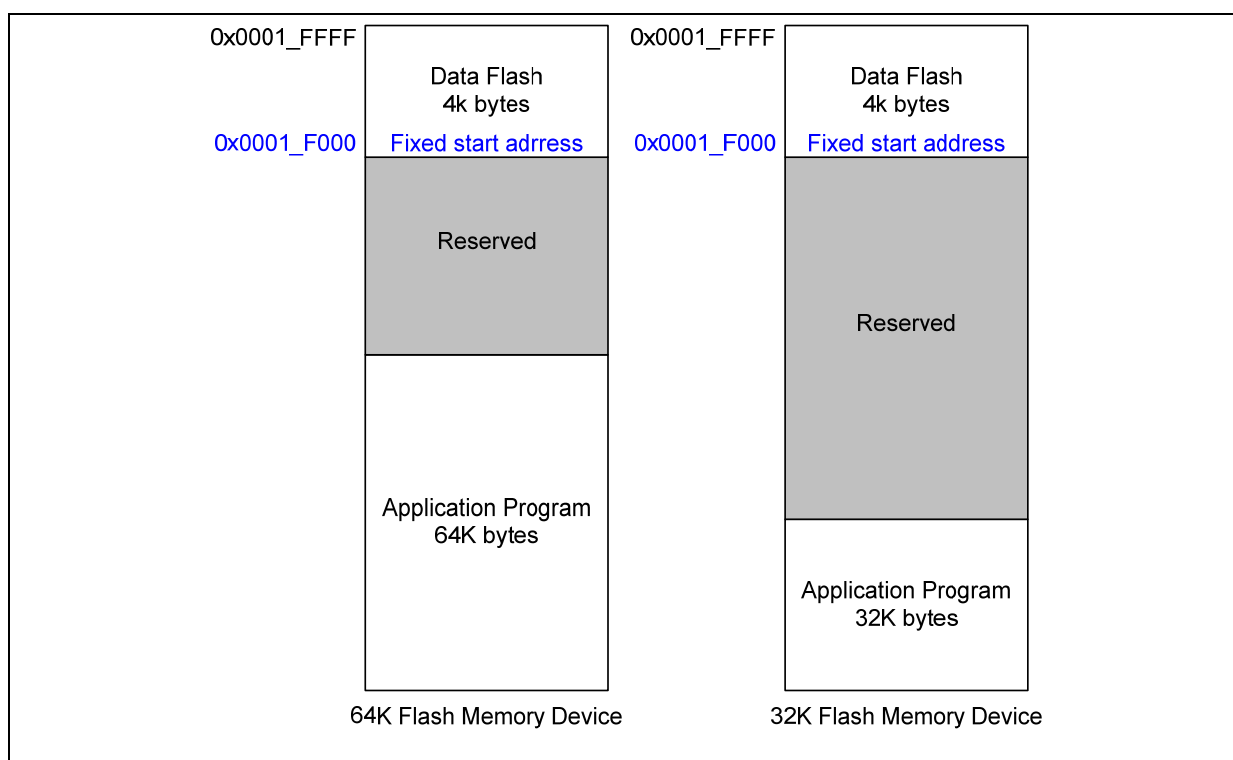 0x0001_FFFF
Data Flash
4k bytes
0x0001_F000
Fixed start adrress
Reserved
Application Program
64K bytes
64K Flash Memory Device
0x0001_FFFF
Data Flash
4k bytes
0x0001_F000
Fixed start address
Reserved
Application Program
32K bytes
32K Flash Memory Device